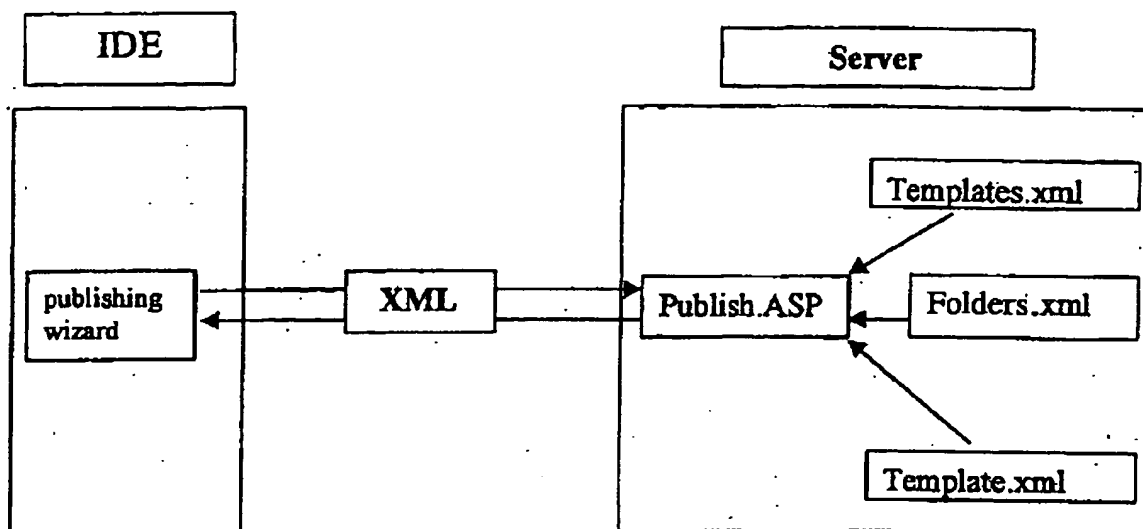 IDE
Server
Templates.xml
publishing
wizard
XML
Publish.ASP
Folders.xml
Template.xml